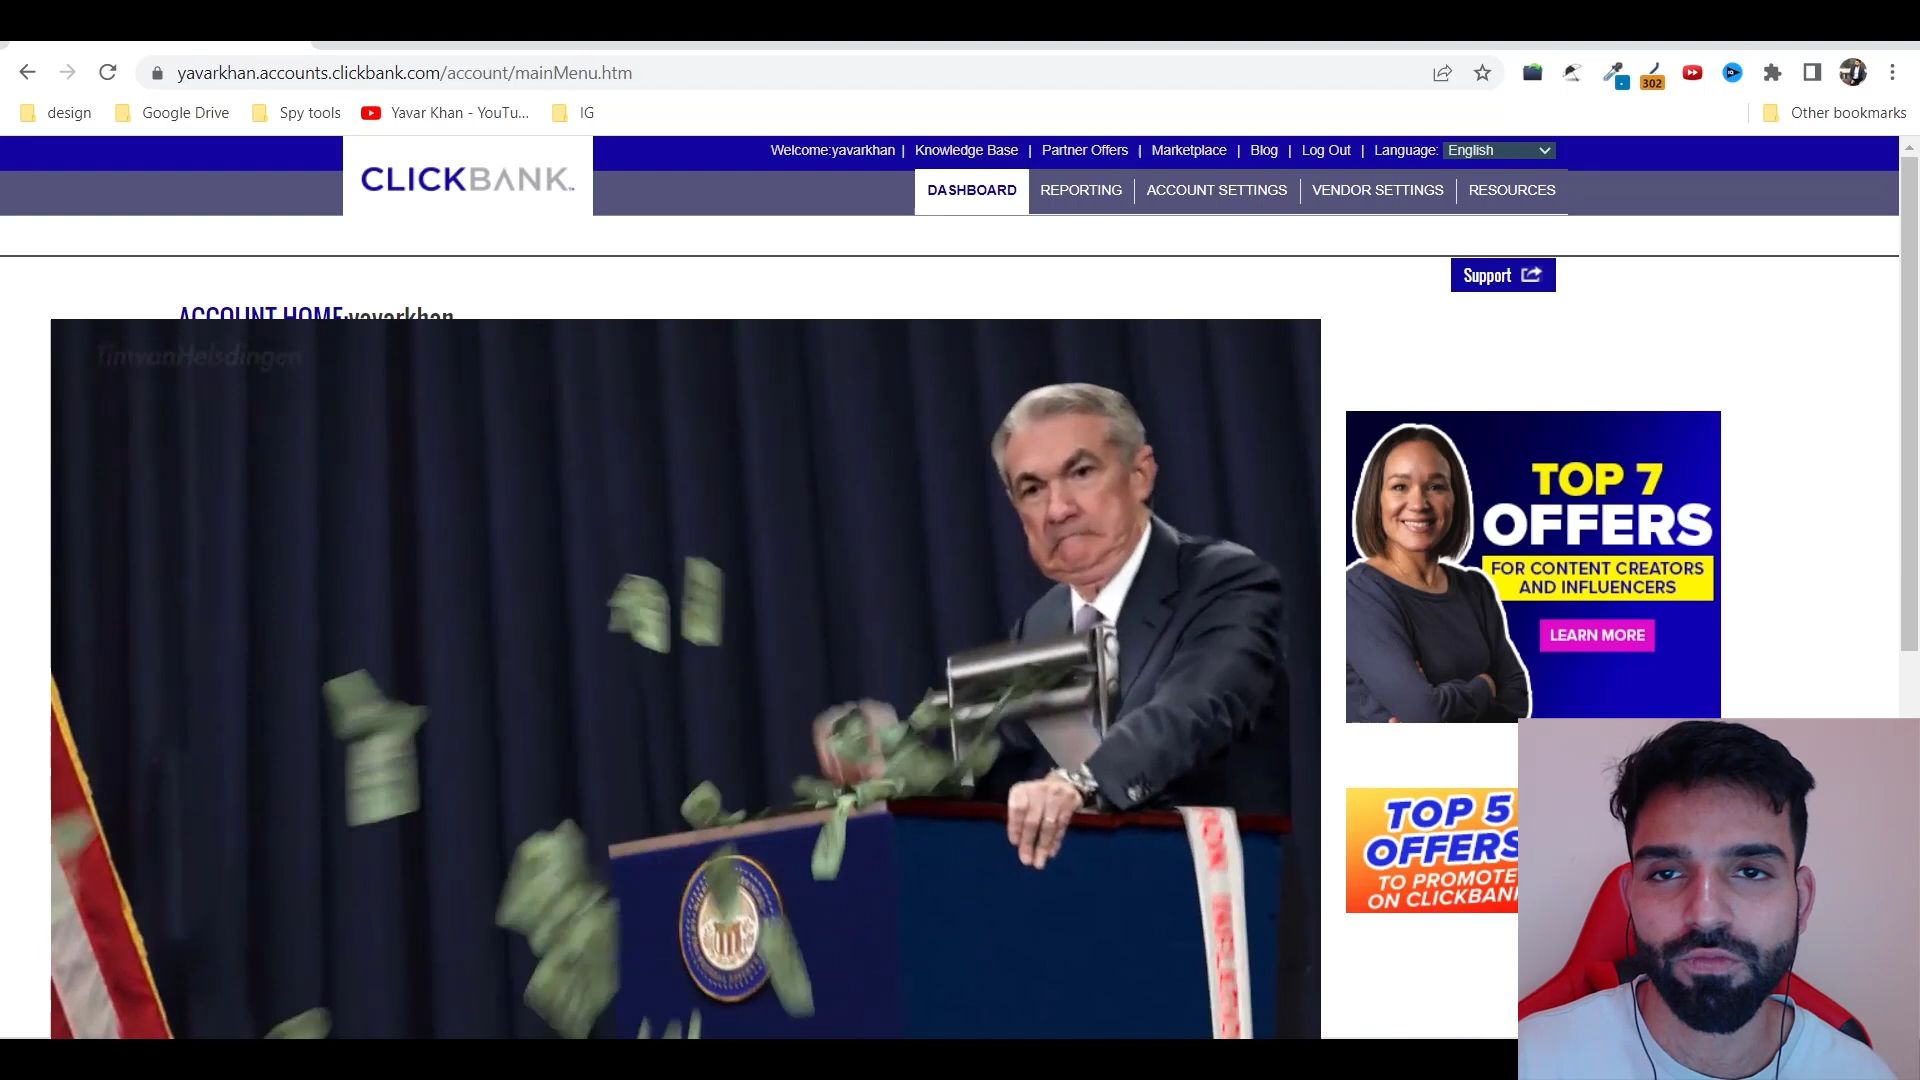 yavarkhan.accounts.clickbank.com/account/mainMenu.htm
302
design
Google Drive
Spy tools
Yavar Khan - YouTu...
IG
Other bookmarks
Welcome:yavarkhan | Knowledge Base | Partner Offers | Marketplace | Blog | Log Out | Language: English
CLICKBANK
DASHBOARD
REPORTING
ACCOUNT SETTINGS
VENDOR SETTINGS
RESOURCES
Support
ACCOUNT HOME:yavarkhan
TimvanHelsdingen
TOP 7
OFFERS
FOR CONTENT CREATORS
AND INFLUENCERS
LEARN MORE
TOP 5
OFFERS
TO PROMOTE
ON CLICKBANK